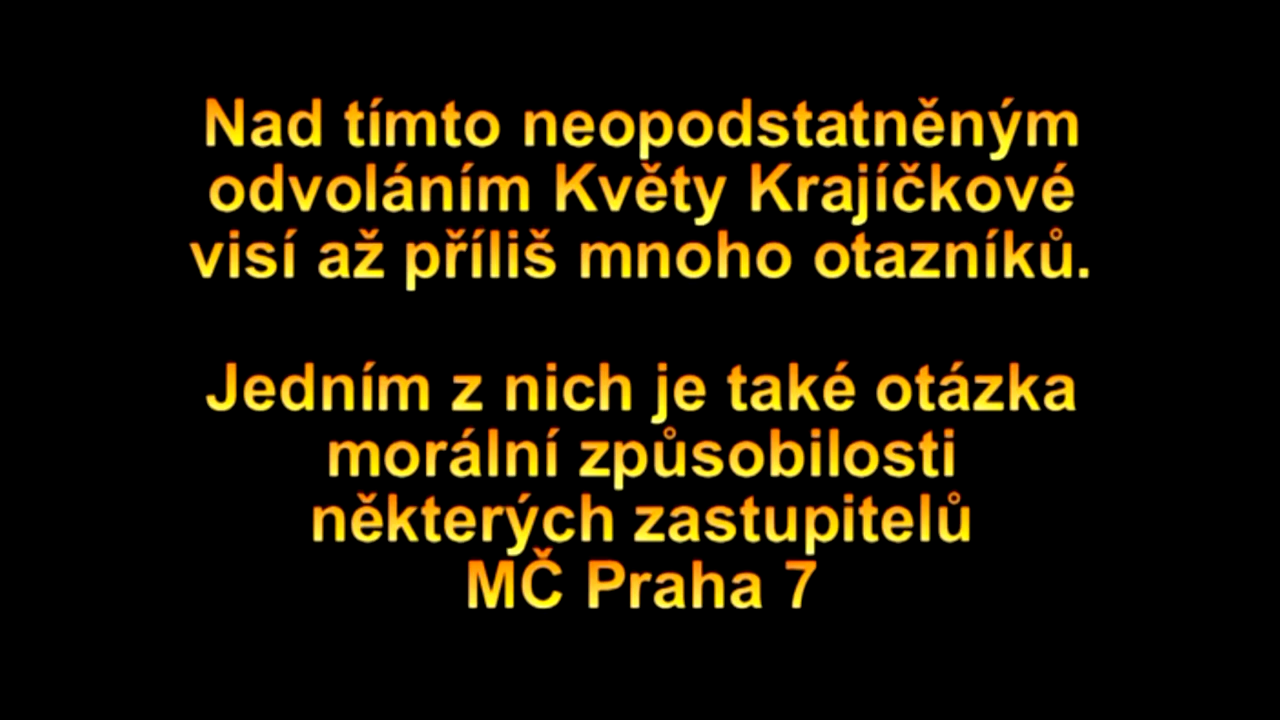 Nad tímto neopodstatněným
odvoláním Květy Krajíčkové
visí až příliš mnoho otazníků.
Jedním z nich je také otázka
morální způsobilosti
některých zastupitelů
MČ Praha 7